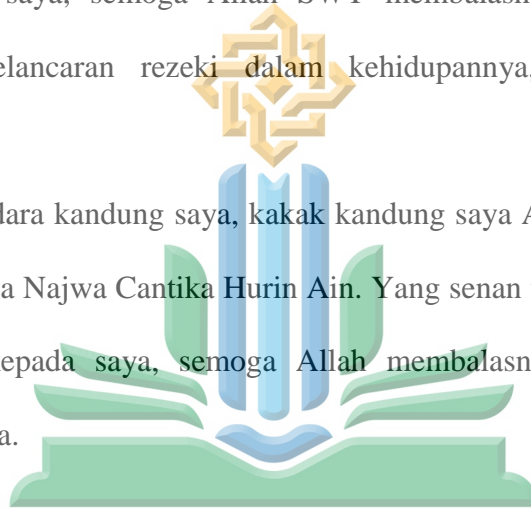 saya, semoga Allah SWT membalasn
elancaran rezeki dalam kehidupannya
dara kandung saya, kakak kandung saya A
a Najwa Cantika Hurin Ain. Yang senan
epada saya, semoga Allah membalasn
a.